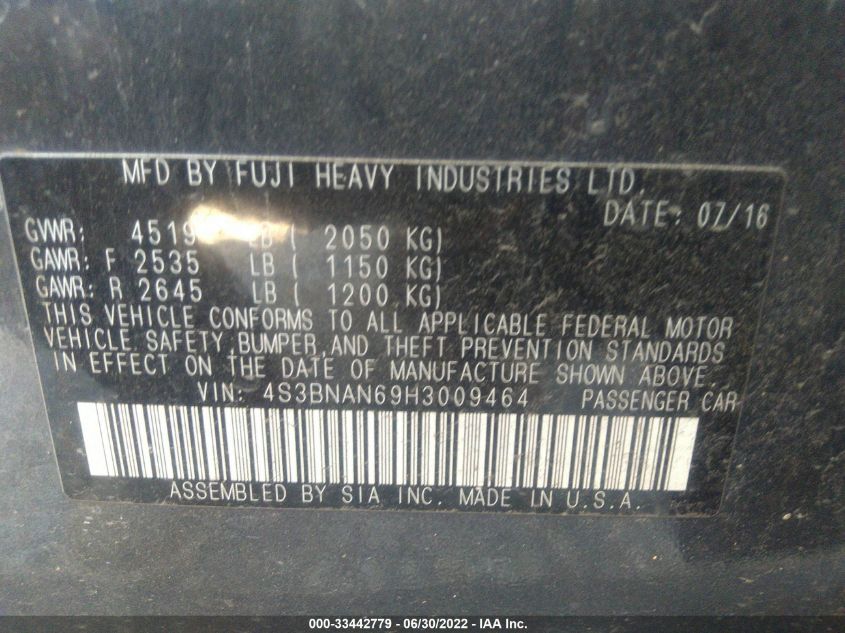 MFD BY FUJI HEAVY INDUSTRIES LTD.
DATE: 07/16
GVWR: 4519 LB ( 2050 KG)
GAWR: F 2535 LB ( 1150 KG)
GAWR: R 2645 LB ( 1200 KG)
THIS VEHICLE CONFORMS TO ALL APPLICABLE FEDERAL MOTOR
VEHICLE SAFETY,BUMPER,AND THEFT PREVENTION STANDARDS
IN EFFECT ON THE DATE OF MANUFACTURE SHOWN ABOVE.
VIN: 4S3BNAN69H3009464 PASSENGER CAR
ASSEMBLED BY SIA INC. MADE IN U.S.A.
000-33442779 - 06/30/2022 - IAA Inc.